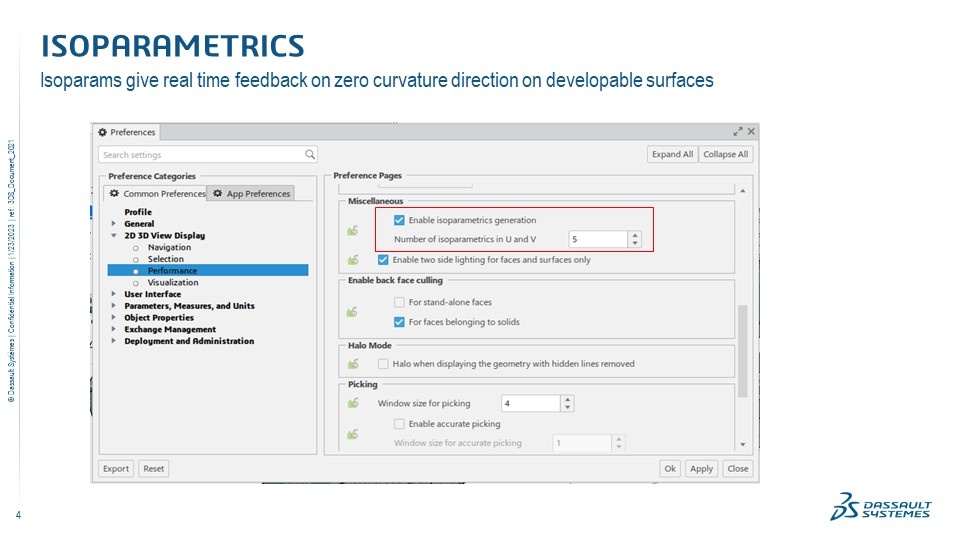 ISOPARAMETRICS
Isoparams give real time feedback on zero curvature direction on developable surfaces
© Dassault Systèmes | Confidential Information | 1/23/2023 | ref.: 3DS_Document_2021
Preferences
Search settings
Expand All
Collapse All
Preference Categories
Common Preferences
App Preferences
Profile
General
2D 3D View Display
Navigation
Selection
Performance
Visualization
User Interface
Parameters, Measures, and Units
Object Properties
Exchange Management
Deployment and Administration
Preference Pages
Miscellaneous
Enable isoparametrics generation
Number of isoparametrics in U and V 5
Enable two side lighting for faces and surfaces only
Enable back face culling
For stand-alone faces
For faces belonging to solids
Halo Mode
Halo when displaying the geometry with hidden lines removed
Picking
Window size for picking 4
Enable accurate picking
Window size for accurate picking 1
Export
Reset
Ok
Apply
Close
4
DASSAULT
SYSTEMES